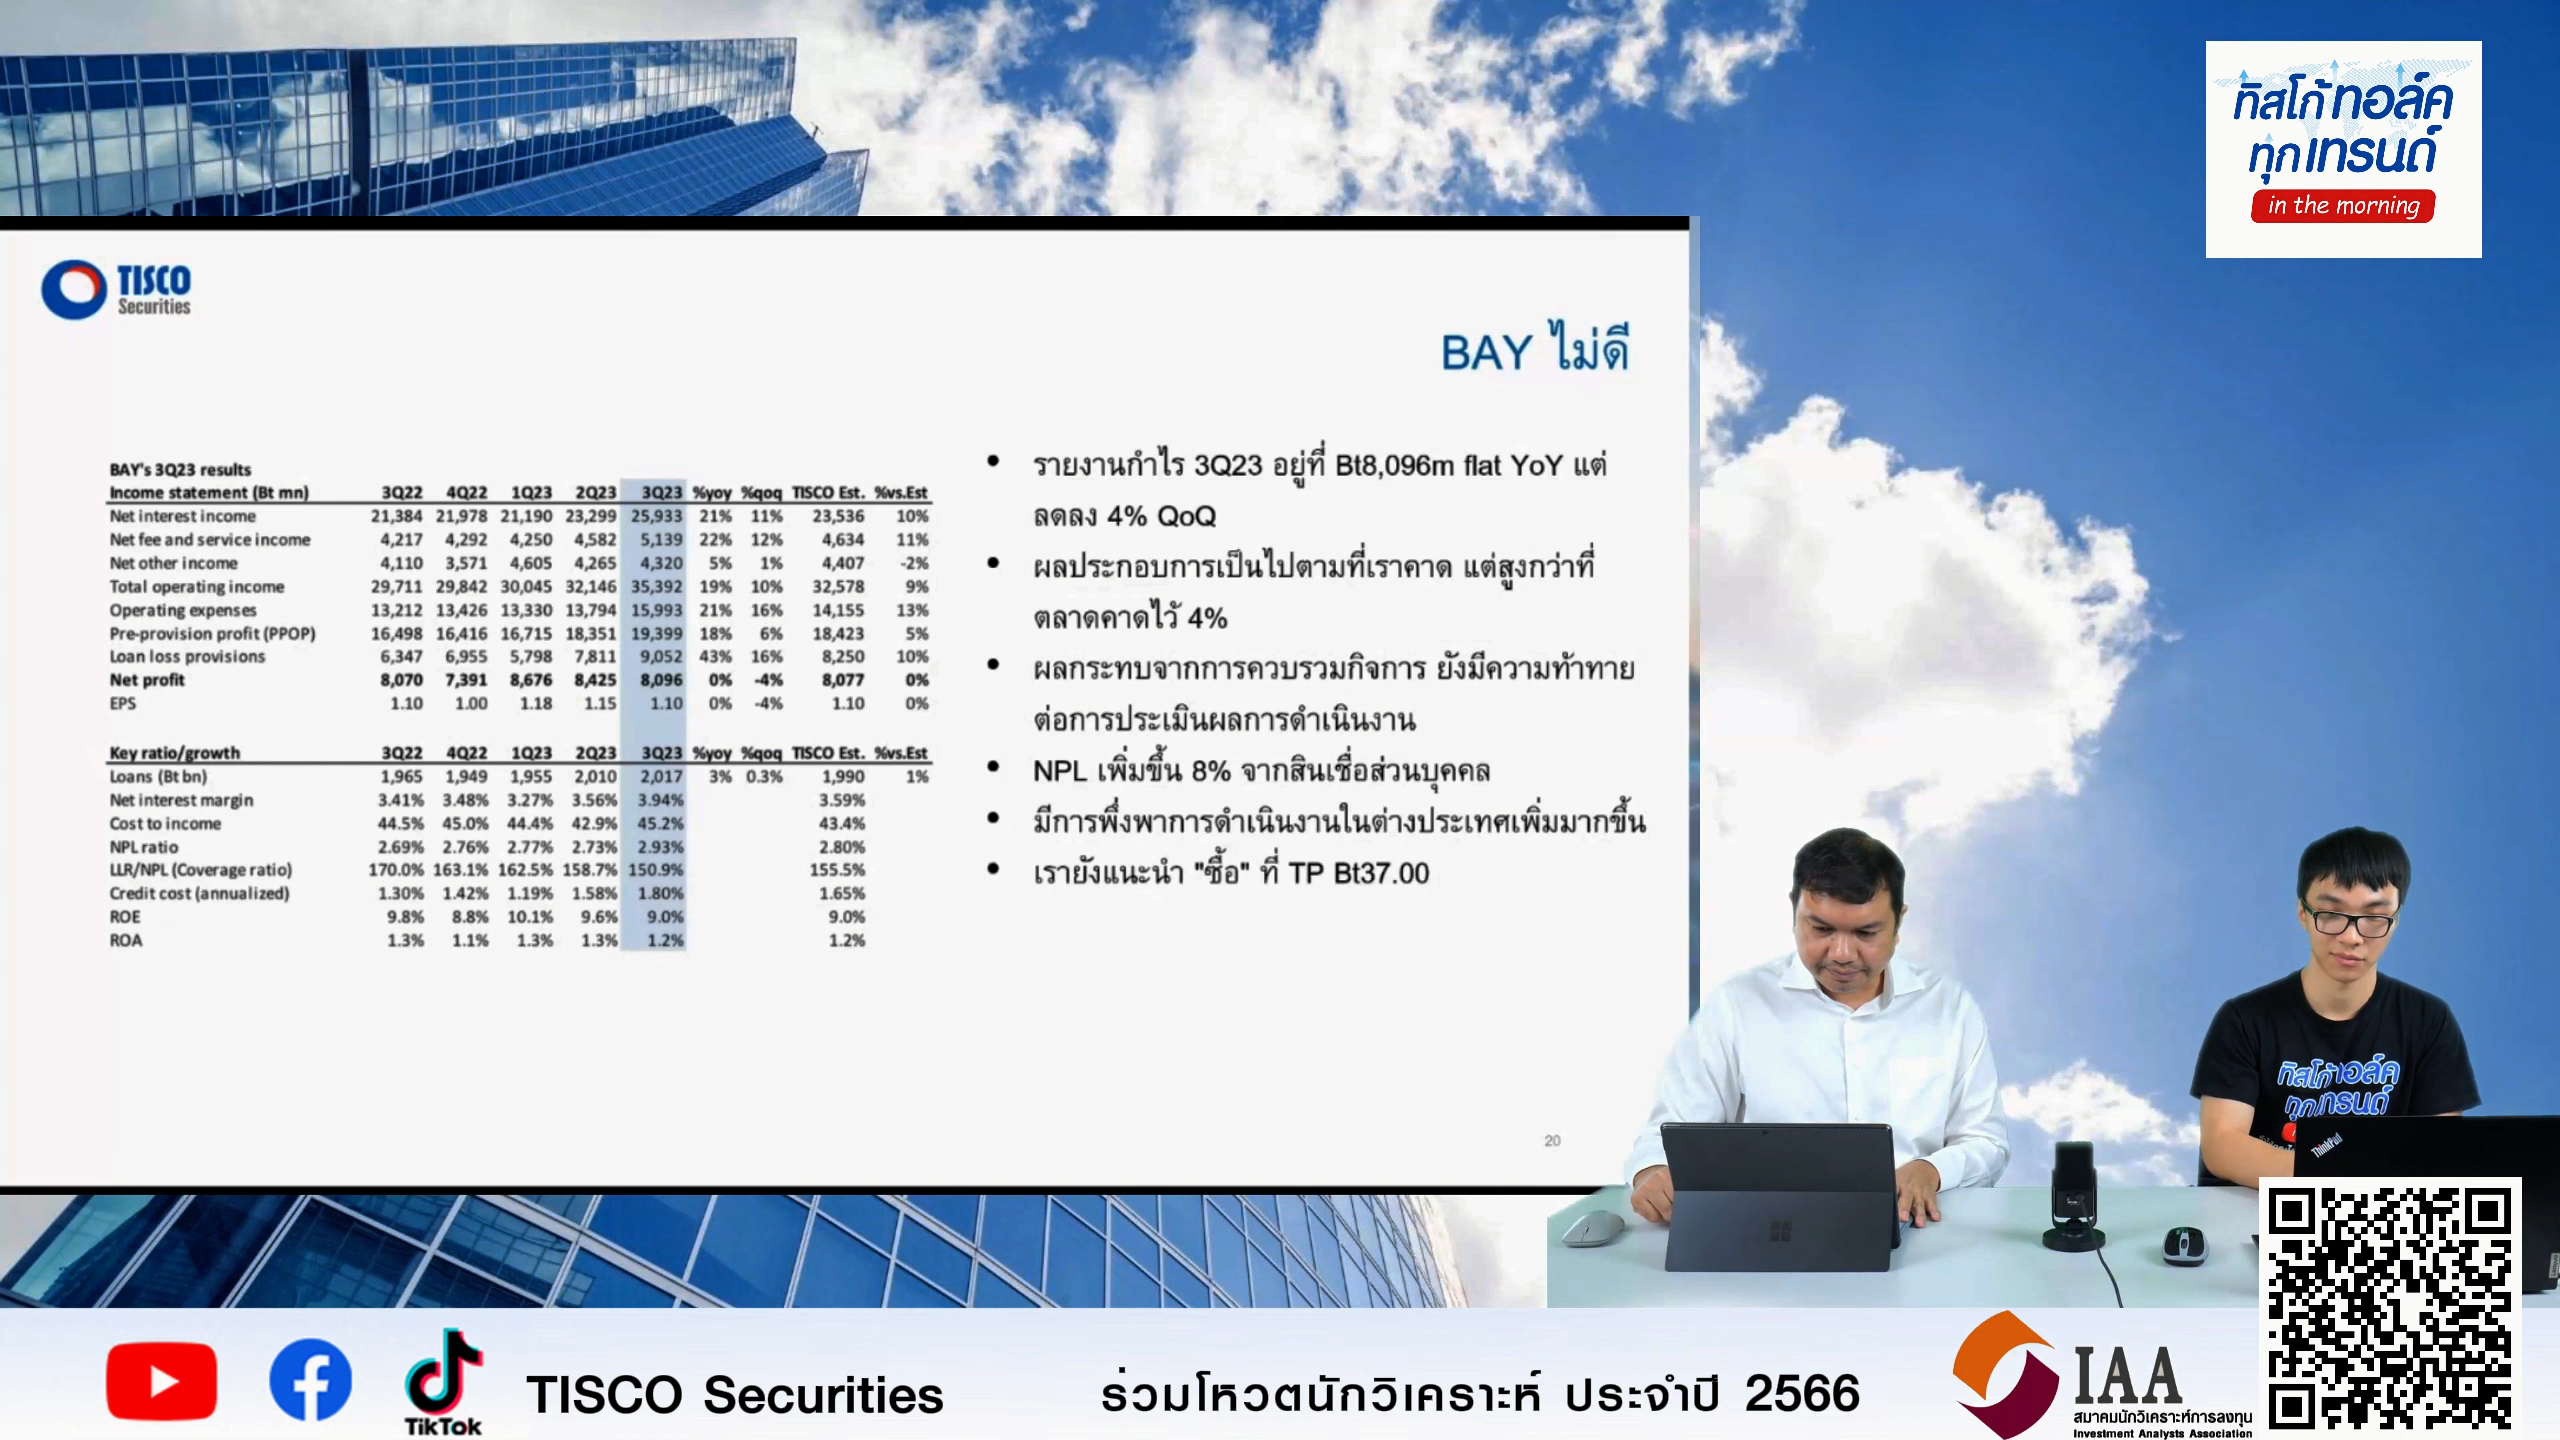 ทิสโก้ทอล์ค
ทุกเทรนด์
in the morning
TISCO
Securities
BAY ไม่ดี
BAY's 3Q23 results
Income statement (Bt mn) 3Q22 4Q22 1Q23 2Q23 3Q23 %yoy %qoq TISCO Est. %vs.Est
Net interest income 21,384 21,978 21,190 23,299 25,933 21% 11% 23,536 10%
Net fee and service income 4,217 4,292 4,250 4,582 5,139 22% 12% 4,634 11%
Net other income 4,110 3,571 4,605 4,265 4,320 5% 1% 4,407 -2%
Total operating income 29,711 29,842 30,045 32,146 35,392 19% 10% 32,578 9%
Operating expenses 13,212 13,426 13,330 13,794 15,993 21% 16% 14,155 13%
Pre-provision profit (PPOP) 16,498 16,416 16,715 18,351 19,399 18% 6% 18,423 5%
Loan loss provisions 6,347 6,955 5,798 7,811 9,052 43% 16% 8,250 10%
Net profit 8,070 7,391 8,676 8,425 8,096 0% -4% 8,077 0%
EPS 1.10 1.00 1.18 1.15 1.10 0% -4% 1.10 0%
Key ratio/growth 3Q22 4Q22 1Q23 2Q23 3Q23 %yoy %qoq TISCO Est. %vs.Est
Loans (Bt bn) 1,965 1,949 1,955 2,010 2,017 3% 0.3% 1,990 1%
Net interest margin 3.41% 3.48% 3.27% 3.56% 3.94% 3.59%
Cost to income 44.5% 45.0% 44.4% 42.9% 45.2% 43.4%
NPL ratio 2.69% 2.76% 2.77% 2.73% 2.93% 2.80%
LLR/NPL (Coverage ratio) 170.0% 163.1% 162.5% 158.7% 150.9% 155.5%
Credit cost (annualized) 1.30% 1.42% 1.19% 1.58% 1.80% 1.65%
ROE 9.8% 8.8% 10.1% 9.6% 9.0% 9.0%
ROA 1.3% 1.1% 1.3% 1.3% 1.2% 1.2%
• รายงานกำไร 3Q23 อยู่ที่ Bt8,096m flat YoY แต่
ลดลง 4% QoQ
• ผลประกอบการเป็นไปตามที่เราคาด แต่สูงกว่าที่
ตลาดคาดไว้ 4%
• ผลกระทบจากการควบรวมกิจการ ยังมีความท้าทาย
ต่อการประเมินผลการดำเนินงาน
• NPL เพิ่มขึ้น 8% จากสินเชื่อส่วนบุคคล
• มีการพึ่งพาการดำเนินงานในต่างประเทศเพิ่มมากขึ้น
• เรายังแนะนำ "ซื้อ" ที่ TP Bt37.00
20
ทิสโก้ทอล์ค
ทุกเทรนด์
ThinkPad
TikTok
TISCO Securities
ร่วมโหวตนักวิเคราะห์ ประจำปี 2566
IAA
สมาคมนักวิเคราะห์การลงทุน
Investment Analysts Association